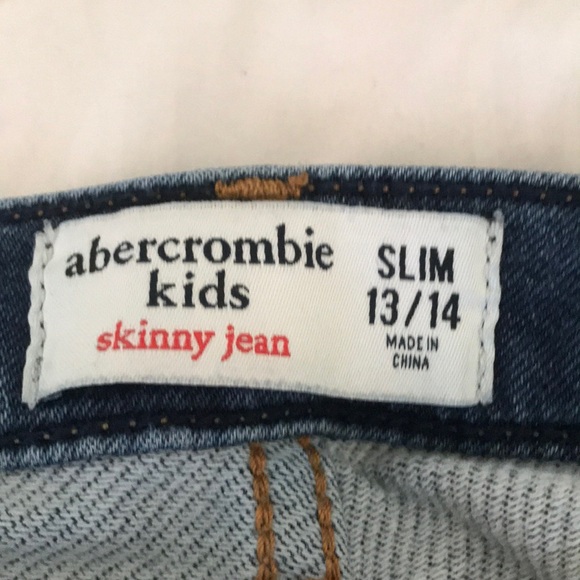 abercrombie
kids
skinny jean
SLIM
13/14
MADE IN
CHINA